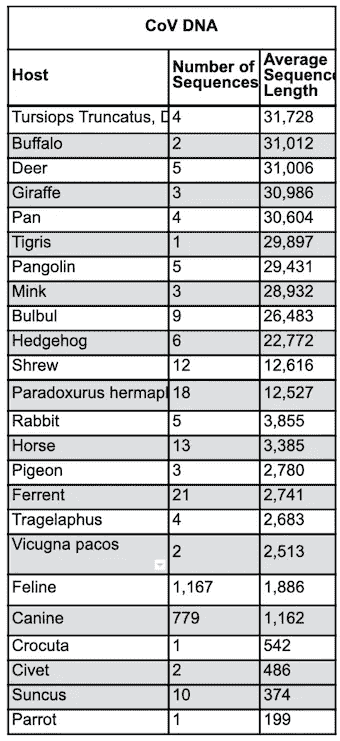 CoV DNA
Host Number of Sequences Average Sequenc Length
Tursiops Truncatus, 4 31,728
Buffalo 2 31,012
Deer 5 31,006
Giraffe 3 30,986
Pan 4 30,604
Tigris 1 29,897
Pangolin 5 29,431
Mink 3 28,932
Bulbul 9 26,483
Hedgehog 6 22,772
Shrew 12 12,616
Paradoxurus hermapl 18 12,527
Rabbit 5 3,855
Horse 13 3,385
Pigeon 3 2,780
Ferrent 21 2,741
Tragelaphus 4 2,683
Vicugna pacos 2 2,513
Feline 1,167 1,886
Canine 779 1,162
Crocuta 1 542
Civet 2 486
Suncus 10 374
Parrot 1 199